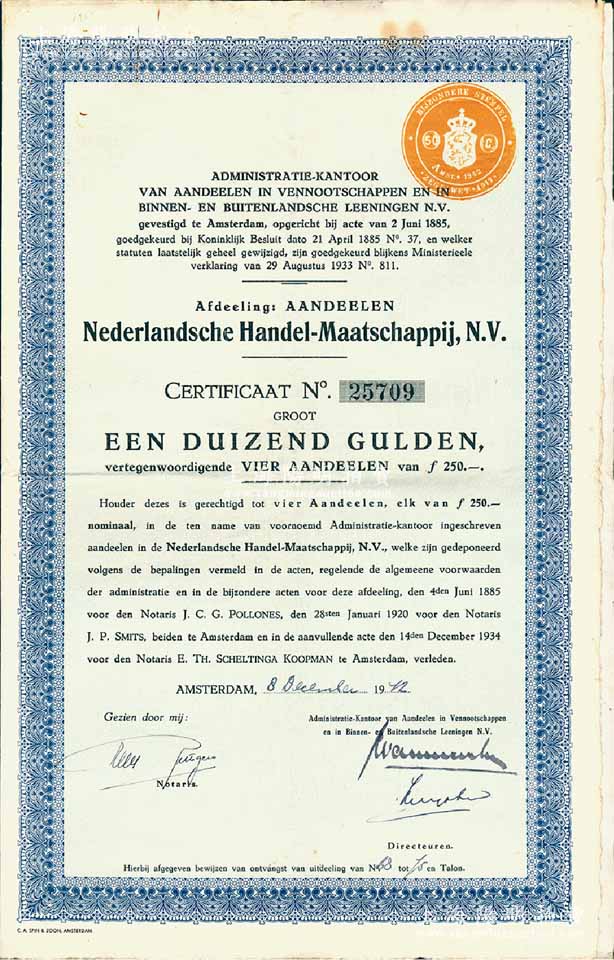 BIJZONDERE STEMPEL
50 C.
AMST. 1932
ZEGELWET 1917
ADMINISTRATIE-KANTOOR
VAN AANDEELEN IN VENNOOTSCHAPPEN EN IN
BINNEN- EN BUITENLANDSCHE LEENINGEN N.V.
gevestigd te Amsterdam, opgericht bij acte van 2 Juni 1885,
goedgekeurd bij Koninklijk Besluit dato 21 April 1885 Nº. 37, en welker
statuten laatstelijk geheel gewijzigd, zijn goedgekeurd blijkens Ministerieele
verklaring van 29 Augustus 1933 Nº. 811.
Afdeeling: AANDEELEN
Nederlandsche Handel-Maatschappij, N.V.
CERTIFICAAT Nº. 25709
GROOT
EEN DUIZEND GULDEN,
vertegenwoordigende VIER AANDEELEN van ƒ 250.—.
Houder dezes is gerechtigd tot vier Aandeelen, elk van ƒ 250.—
nominaal, in de ten name van voornoemd Administratie-kantoor ingeschreven
aandeelen in de Nederlandsche Handel-Maatschappij, N.V., welke zijn gedeponeerd
volgens de bepalingen vermeld in de acten, regelende de algemeene voorwaarden
der administratie en in de bijzondere acten voor deze afdeeling, den 4den Juni 1885
voor den Notaris J. C. G. POLLONES, den 28sten Januari 1920 voor den Notaris
J. P. SMITS, beiden te Amsterdam en in de aanvullende acte den 14den December 1934
voor den Notaris E. TH. SCHELTINGA KOOPMAN te Amsterdam, verleden.
AMSTERDAM, 8 December 1942
Gezien door mij:
Notaris.
Administratie-Kantoor van Aandeelen in Vennootschappen
en in Binnen- en Buitenlandsche Leeningen N.V.
Directeuren.
Hierbij afgegeven bewijzen van ontvangst van uitdeeling van Nº tot en Talon.
C. A. SPIN & ZOON, AMSTERDAM.